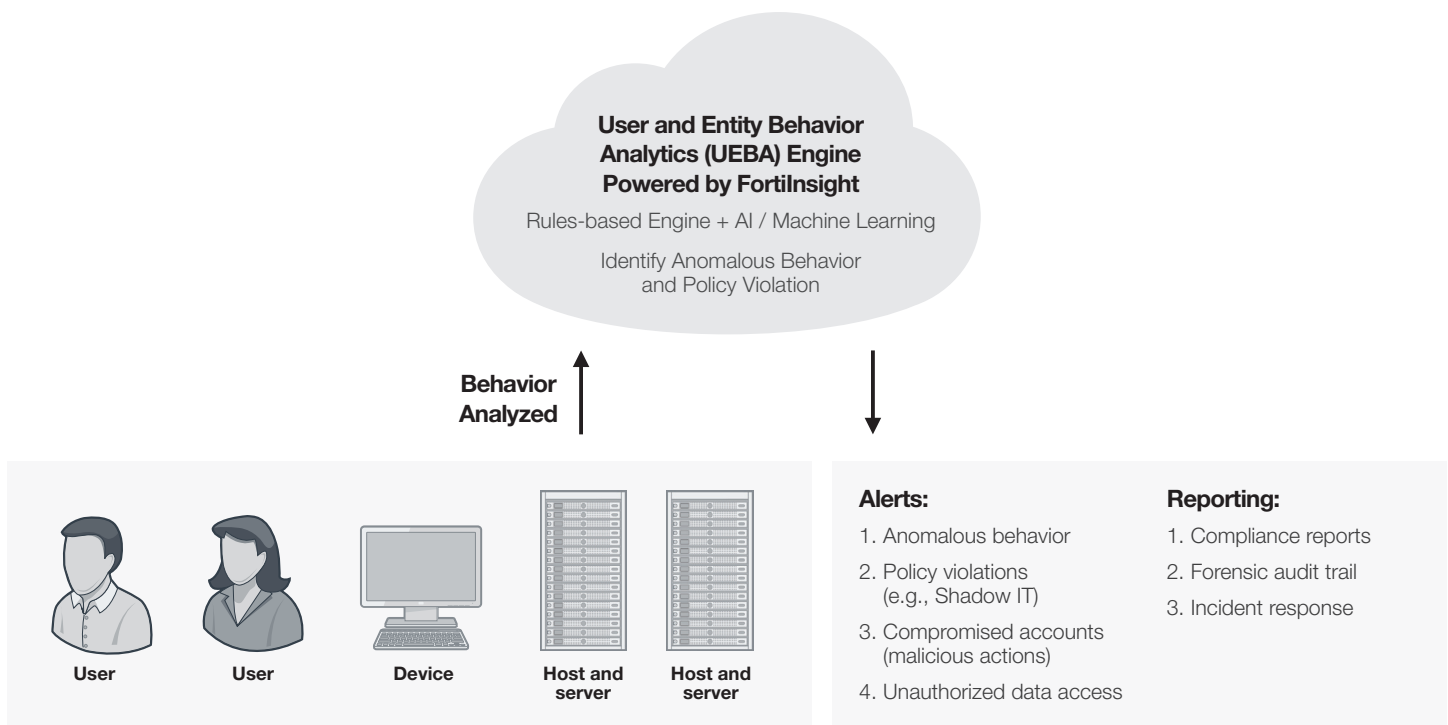 User and Entity Behavior
Analytics (UEBA) Engine
Powered by FortiInsight
Rules-based Engine + AI / Machine Learning
Identify Anomalous Behavior
and Policy Violation
Behavior
Analyzed
User
User
Device
Host and
server
Host and
server
Alerts:
1. Anomalous behavior
2. Policy violations
(e.g., Shadow IT)
3. Compromised accounts
(malicious actions)
4. Unauthorized data access
Reporting:
1. Compliance reports
2. Forensic audit trail
3. Incident response